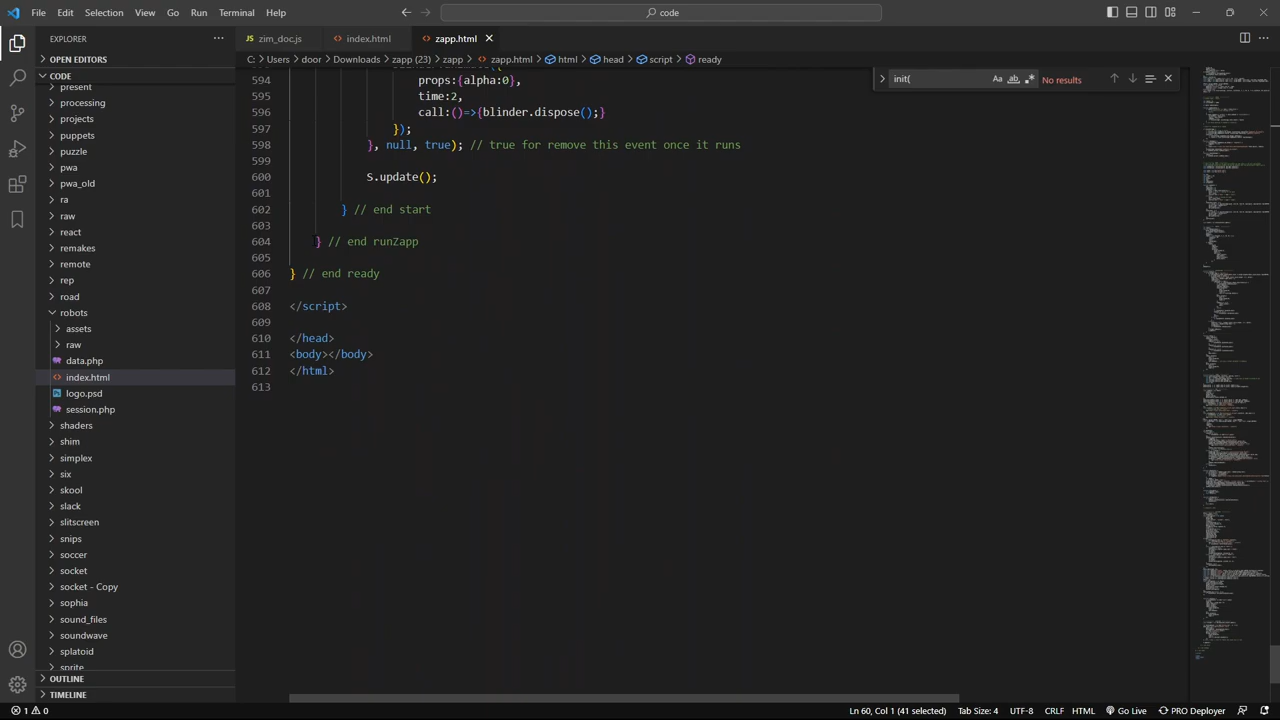 File Edit Selection View Go Run Terminal Help
code
EXPLORER
zim_doc.js
index.html
zapp.html
OPEN EDITORS
C: > Users > door > Downloads > zapp (23) > zapp > zapp.html > html > head > script > ready
CODE
present
processing
projects
puppets
puzzle
pwa
pwa_old
ra
raw
react
remakes
remote
rep
road
robots
assets
raw
data.php
index.html
logo.psd
session.php
shaders
shim
simplex
six
skool
slack
slitscreen
snips
soccer
socket
socket - Copy
sophia
sound_files
soundwave
splatoid
sprite
OUTLINE
TIMELINE
init(
Aa ab
No results
594 props:{alpha:0},
595 time:2,
596 call:()=>{blinder.dispose();}
597 });
598 }, null, true); // true for remove this event once it runs
599
600 S.update();
601
602 } // end start
603
604 } // end runZapp
605
606 } // end ready
607
608 </script>
609
610 </head>
611 <body></body>
612 </html>
613
1 0
Ln 60, Col 1 (41 selected) Tab Size: 4 UTF-8 CRLF HTML Go Live PRO Deployer